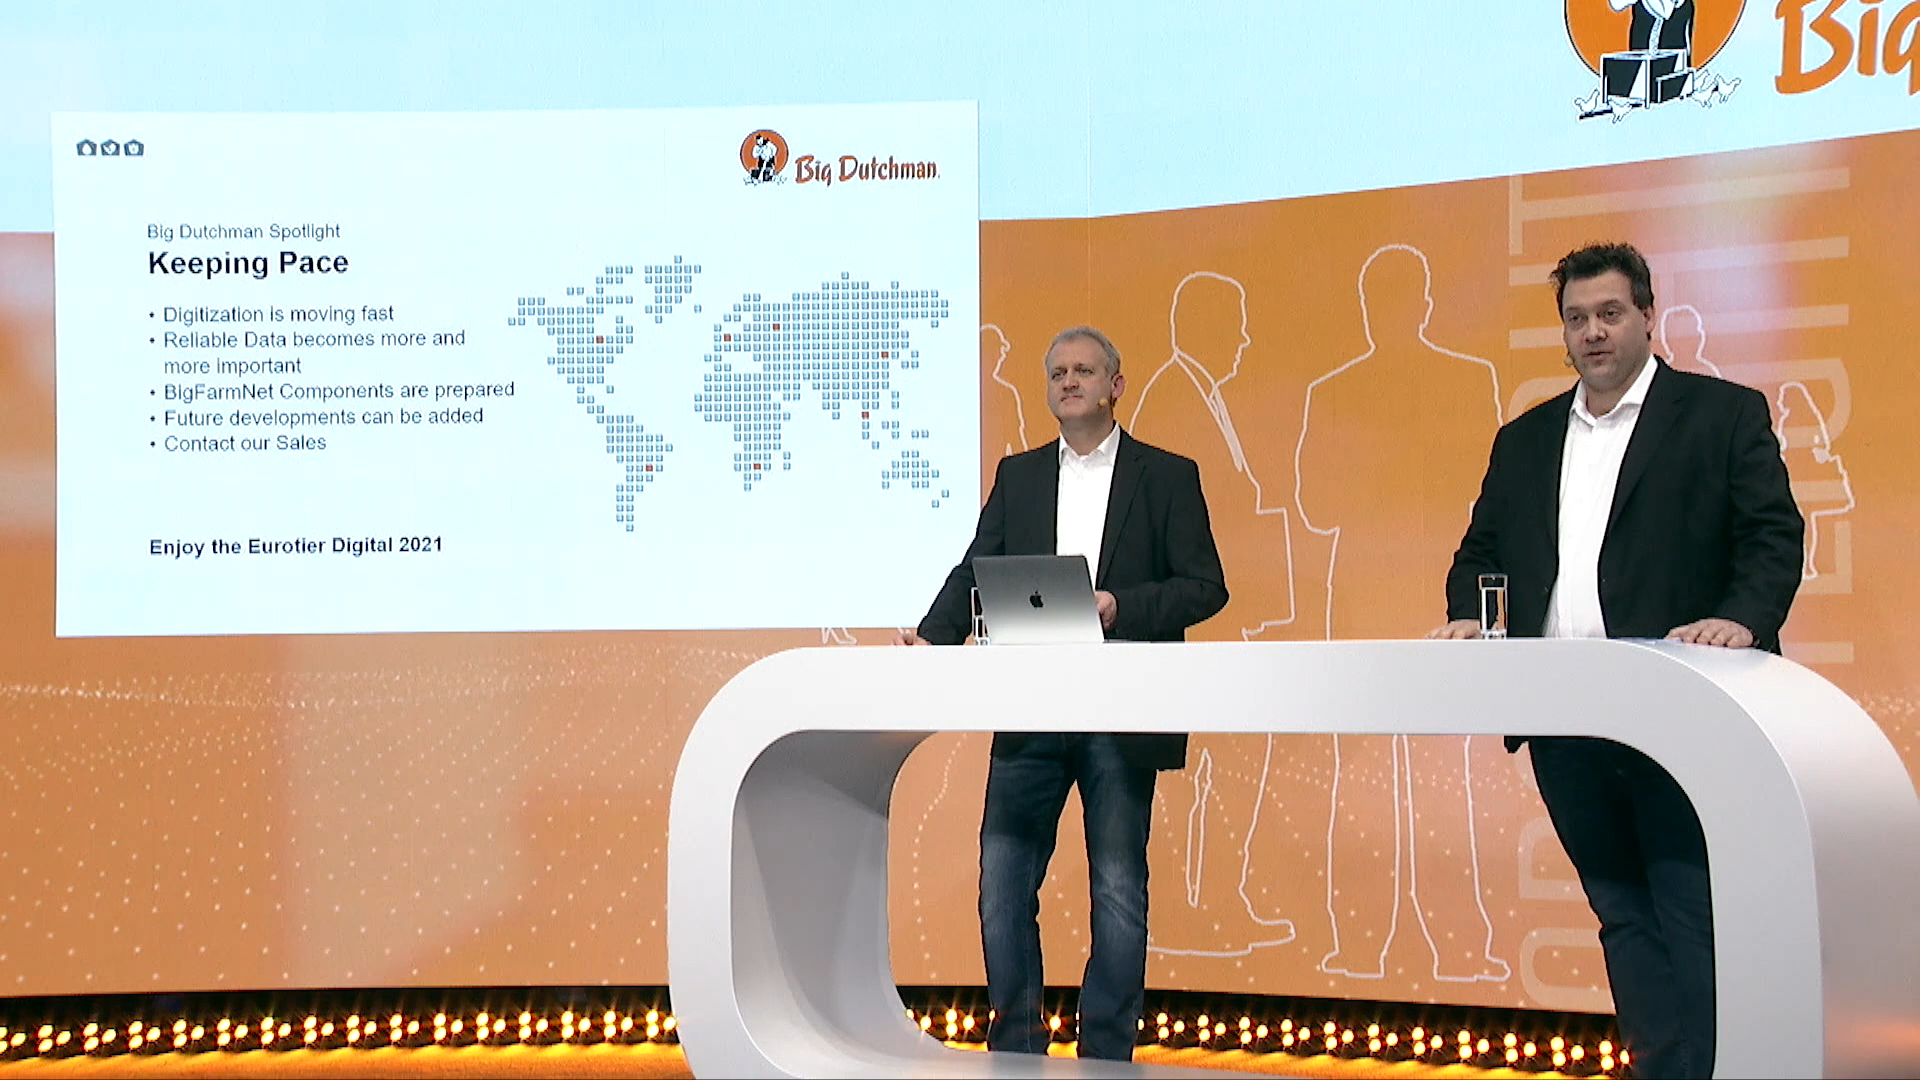 Big Dutchman.
Big
Big Dutchman Spotlight
Keeping Pace
• Digitization is moving fast
• Reliable Data becomes more and
more important
• BigFarmNet Components are prepared
• Future developments can be added
• Contact our Sales
Enjoy the Eurotier Digital 2021